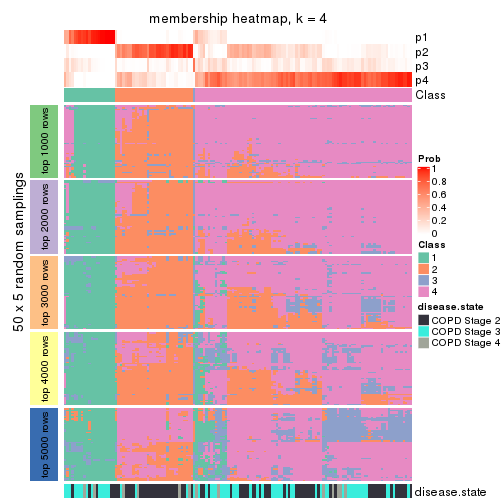 membership heatmap, k = 4
p1
p2
p3
p4
Class
50 x 5 random samplings
top 1000 rows
top 2000 rows
top 3000 rows
top 4000 rows
top 5000 rows
Prob
1
0.8
0.6
0.4
0.2
0
Class
1
2
3
4
disease.state
COPD Stage 2
COPD Stage 3
COPD Stage 4
disease.state